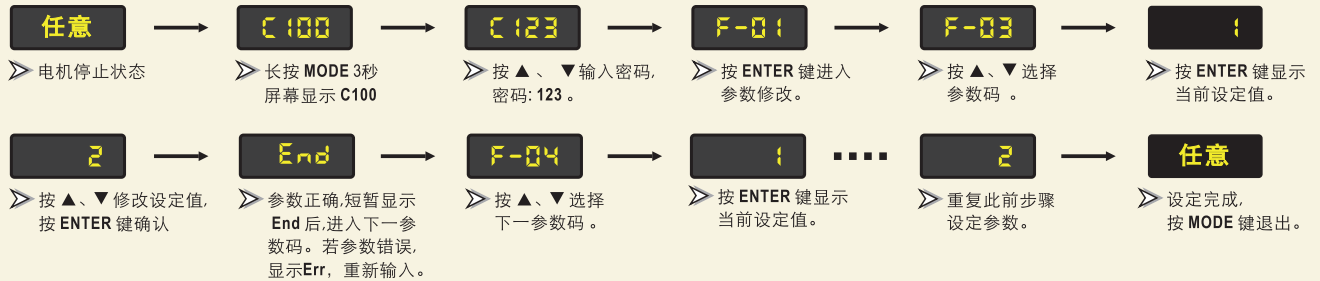 任意
C100
C123
F-01
F-03
1
电机停止状态
长按 MODE 3秒
屏幕显示 C100
按 ▲ 、 ▼ 输入密码,
密码: 123 。
按 ENTER 键进入
参数修改。
按 ▲、▼ 选择
参数码 。
按 ENTER 键显示
当前设定值。
2
End
F-04
1
2
任意
按 ▲、▼ 修改设定值,
按 ENTER 键确认
参数正确,短暂显示
End 后,进入下一参
数码。若参数错误,
显示Err，重新输入。
按 ▲、▼ 选择
下一参数码 。
按 ENTER 键显示
当前设定值。
重复此前步骤
设定参数。
设定完成,
按 MODE 键退出。